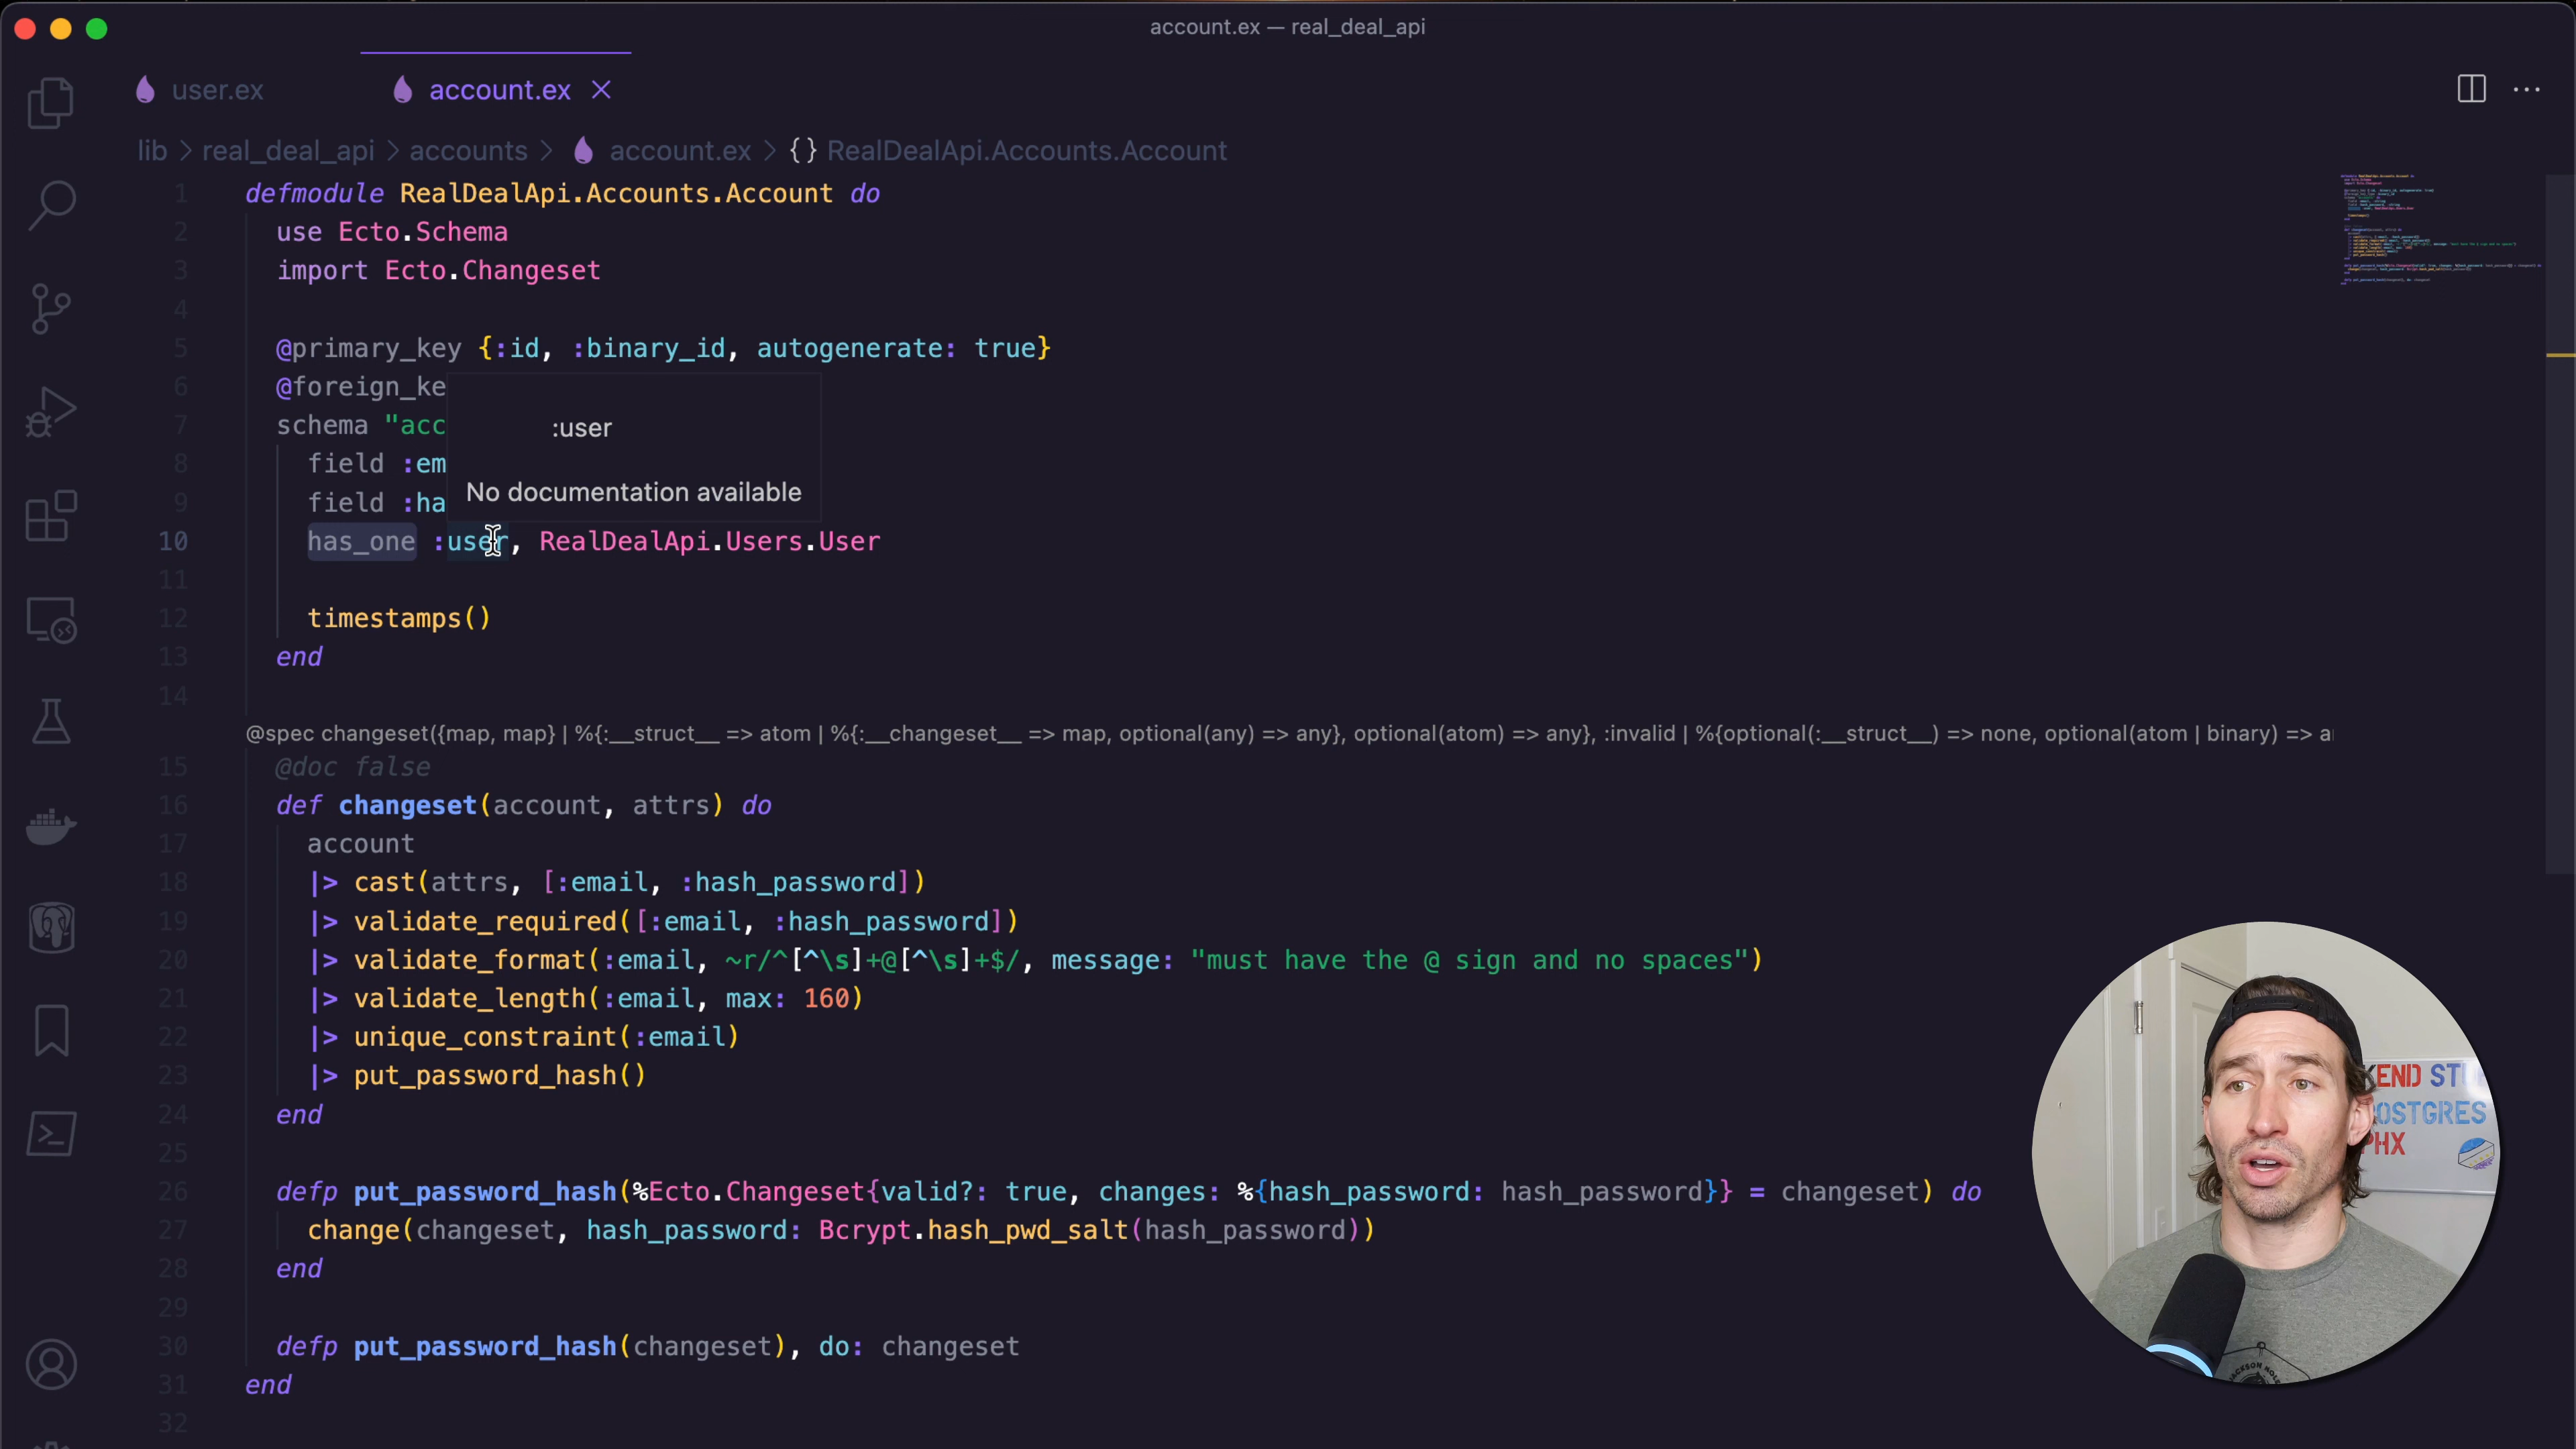 account.ex — real_deal_api
user.ex
account.ex
lib > real_deal_api > accounts > account.ex > {} RealDealApi.Accounts.Account
1 defmodule RealDealApi.Accounts.Account do
2 use Ecto.Schema
3 import Ecto.Changeset
4
5 @primary_key {:id, :binary_id, autogenerate: true}
6 @foreign_ke
:user
7 schema "acc
8 field :em
No documentation available
9 field :ha
10 has_one :user, RealDealApi.Users.User
11
12 timestamps()
13 end
14
@spec changeset({map, map} | %{:__struct__ => atom | %{:__changeset__ => map, optional(any) => any}, optional(atom) => any}, :invalid | %{optional(:__struct__) => none, optional(atom | binary) => a
15 @doc false
16 def changeset(account, attrs) do
17 account
18 |> cast(attrs, [:email, :hash_password])
19 |> validate_required([:email, :hash_password])
20 |> validate_format(:email, ~r/^[^\s]+@[^\s]+$/, message: "must have the @ sign and no spaces")
21 |> validate_length(:email, max: 160)
22 |> unique_constraint(:email)
23 |> put_password_hash()
24 end
25
26 defp put_password_hash(%Ecto.Changeset{valid?: true, changes: %{hash_password: hash_password}} = changeset) do
27 change(changeset, hash_password: Bcrypt.hash_pwd_salt(hash_password))
28 end
29
30 defp put_password_hash(changeset), do: changeset
31 end
32
KEND ST
OSTGRES
PHX